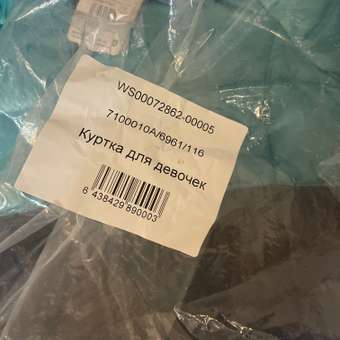 WS00072862-00005
7100010A/6961/116
Куртка для девочек
6 438429 890003